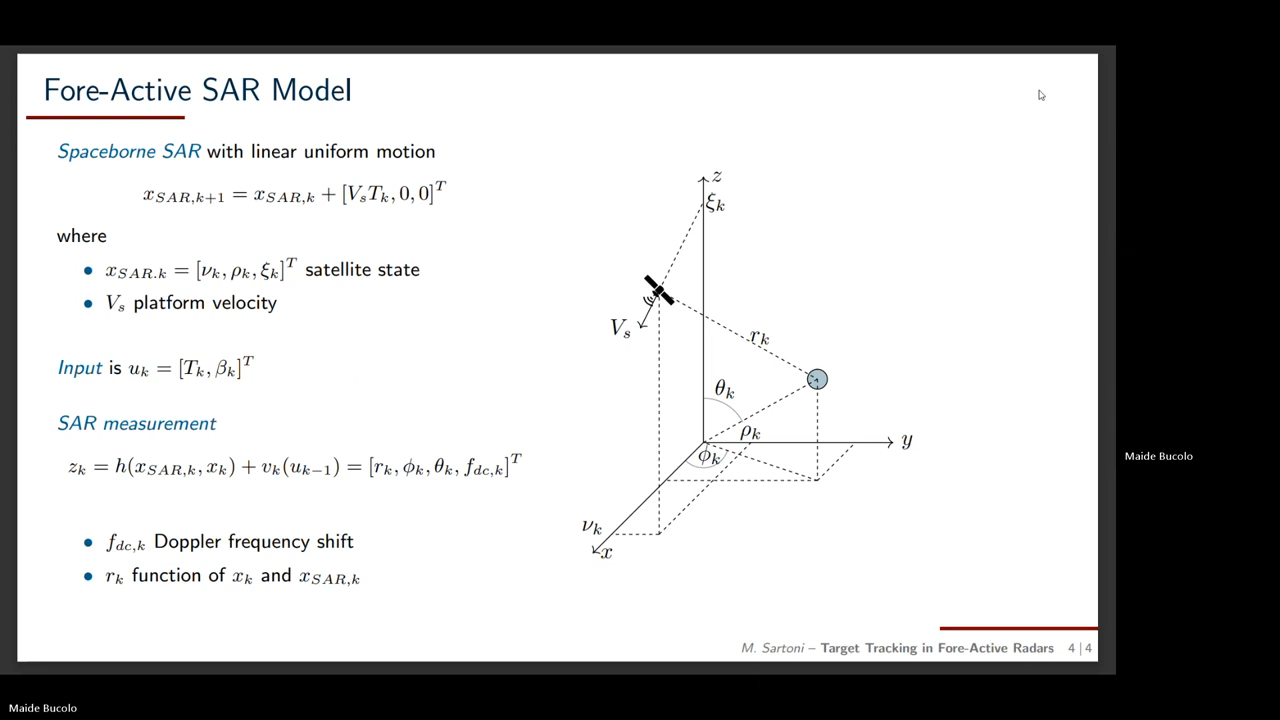 Fore-Active SAR Model
Spaceborne SAR with linear uniform motion
x_{SAR,k+1} = x_{SAR,k} + [V_s T_k, 0, 0]^T
where
• x_{SAR.k} = [ν_k, ρ_k, ξ_k]^T satellite state
• V_s platform velocity
Input is u_k = [T_k, β_k]^T
SAR measurement
z_k = h(x_{SAR,k}, x_k) + v_k(u_{k−1}) = [r_k, ϕ_k, θ_k, f_{dc,k}]^T
• f_{dc,k} Doppler frequency shift
• r_k function of x_k and x_{SAR,k}
z
ξ_k
V_s
r_k
θ_k
ρ_k
y
ϕ_k
ν_k
x
M. Sartoni – Target Tracking in Fore-Active Radars 4 | 4
Maide Bucolo
Maide Bucolo